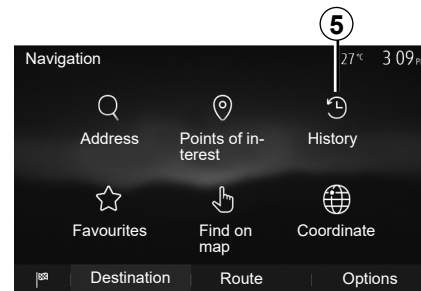 5
Navigation 27 °C 3 09 P
Address Points of in-
terest History
Favourites Find on
map Coordinate
Destination Route Options